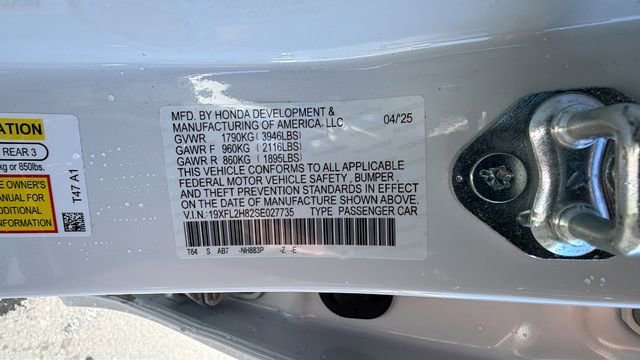 ATION
REAR 3
kg or 850lbs.
E OWNER'S
ANUAL FOR
DDITIONAL
ORMATION
T47 A1
MFD. BY HONDA DEVELOPMENT &
MANUFACTURING OF AMERICA, LLC 04/25
GVWR 1790KG (3946LBS)
GAWR F 960KG (2116LBS)
GAWR R 860KG (1895LBS)
THIS VEHICLE CONFORMS TO ALL APPLICABLE
FEDERAL MOTOR VEHICLE SAFETY, BUMPER,
AND THEFT PREVENTION STANDARDS IN EFFECT
ON THE DATE OF MANUFACTURE SHOWN ABOVE.
V.I.N.: 19XFL2H82SE027735 TYPE PASSENGER CAR
T64 S AB7 -NH883P -Z -E